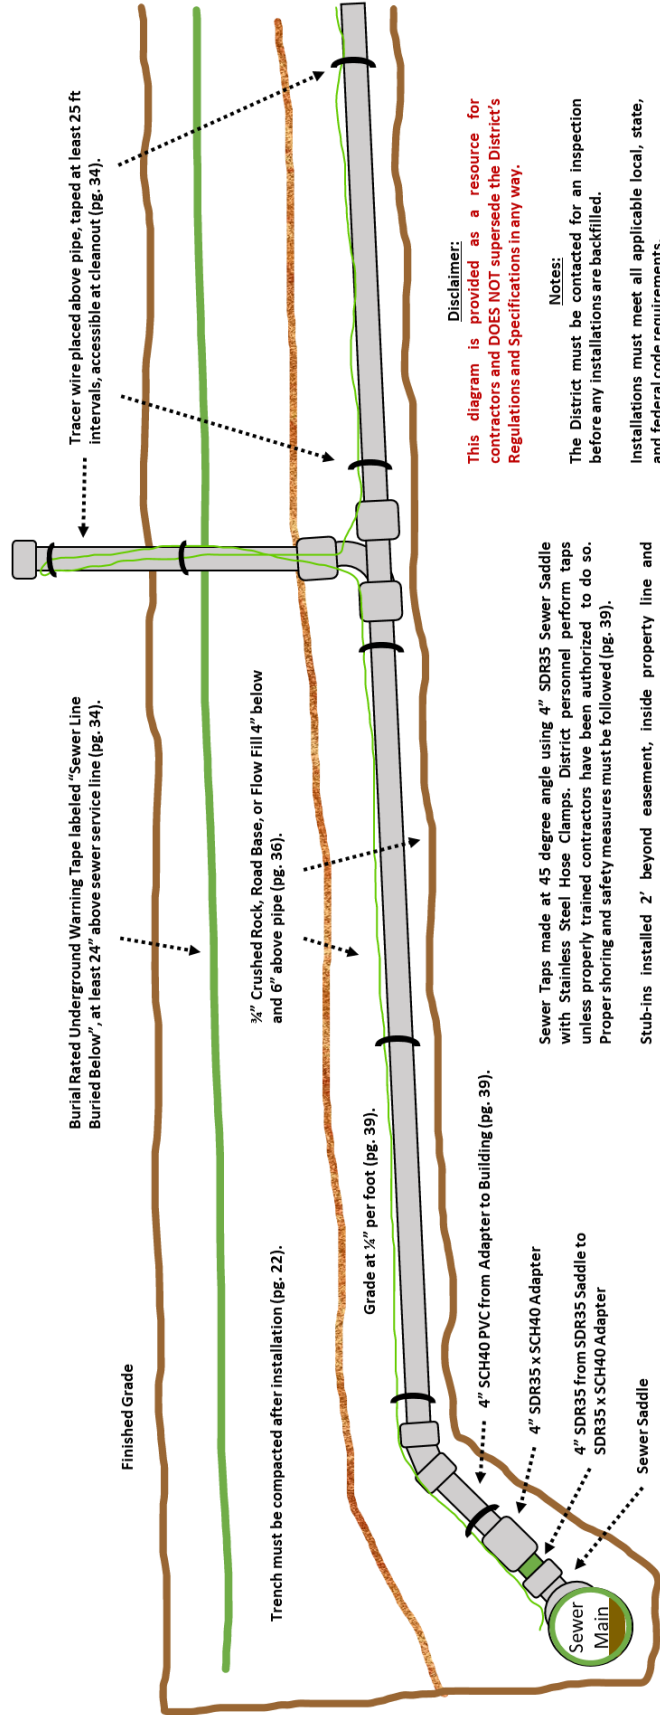 Finished Grade
Burial Rated Underground Warning Tape labeled “Sewer Line
Buried Below”, at least 24” above sewer service line (pg. 34).
Tracer wire placed above pipe, taped at least 25 ft
intervals, accessible at cleanout (pg. 34).
Trench must be compacted after installation (pg. 22).
¾” Crushed Rock, Road Base, or Flow Fill 4” below
and 6” above pipe (pg. 36).
Grade at ¼” per foot (pg. 39).
4” SCH40 PVC from Adapter to Building (pg. 39).
4” SDR35 x SCH40 Adapter
4” SDR35 from SDR35 Saddle to
SDR35 x SCH40 Adapter
Sewer Saddle
Sewer
Main
Sewer Taps made at 45 degree angle using 4” SDR35 Sewer Saddle
with Stainless Steel Hose Clamps. District personnel perform taps
unless properly trained contractors have been authorized to do so.
Proper shoring and safety measures must be followed (pg. 39).
Stub-ins installed 2’ beyond easement, inside property line and
Disclaimer:
This diagram is provided as a resource for
contractors and DOES NOT supersede the District’s
Regulations and Specifications in any way.
Notes:
The District must be contacted for an inspection
before any installations are backfilled.
Installations must meet all applicable local, state,
and federal code requirements.